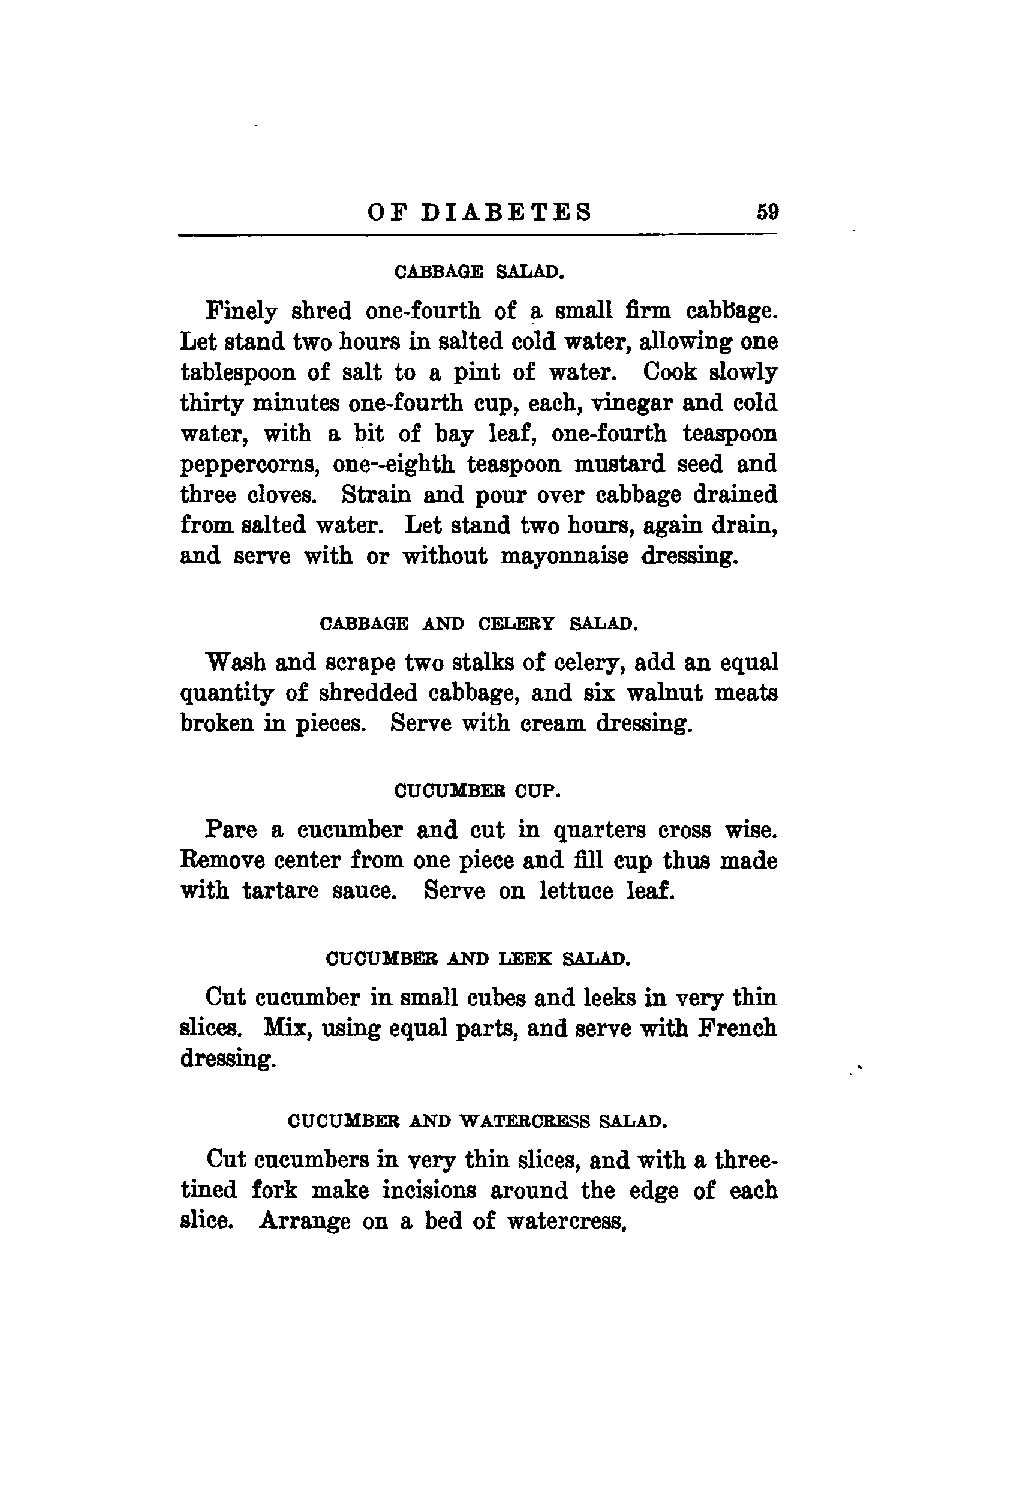 OF DIABETES 59
CABBAGE SALAD.
Finely shred one-fourth of a small firm cabbage.
Let stand two hours in salted cold water, allowing one
tablespoon of salt to a pint of water. Cook slowly
thirty minutes one-fourth cup, each, vinegar and cold
water, with a bit of bay leaf, one-fourth teaspoon
peppercorns, one--eighth teaspoon mustard seed and
three cloves. Strain and pour over cabbage drained
from salted water. Let stand two hours, again drain,
and serve with or without mayonnaise dressing.
CABBAGE AND CELERY SALAD.
Wash and scrape two stalks of celery, add an equal
quantity of shredded cabbage, and six walnut meats
broken in pieces. Serve with cream dressing.
CUCUMBER CUP.
Pare a cucumber and cut in quarters cross wise.
Remove center from one piece and fill cup thus made
with tartare sauce. Serve on lettuce leaf.
CUCUMBER AND LEEK SALAD.
Cut cucumber in small cubes and leeks in very thin
slices. Mix, using equal parts, and serve with French
dressing.
CUCUMBER AND WATERCRESS SALAD.
Cut cucumbers in very thin slices, and with a three-
tined fork make incisions around the edge of each
slice. Arrange on a bed of watercress.